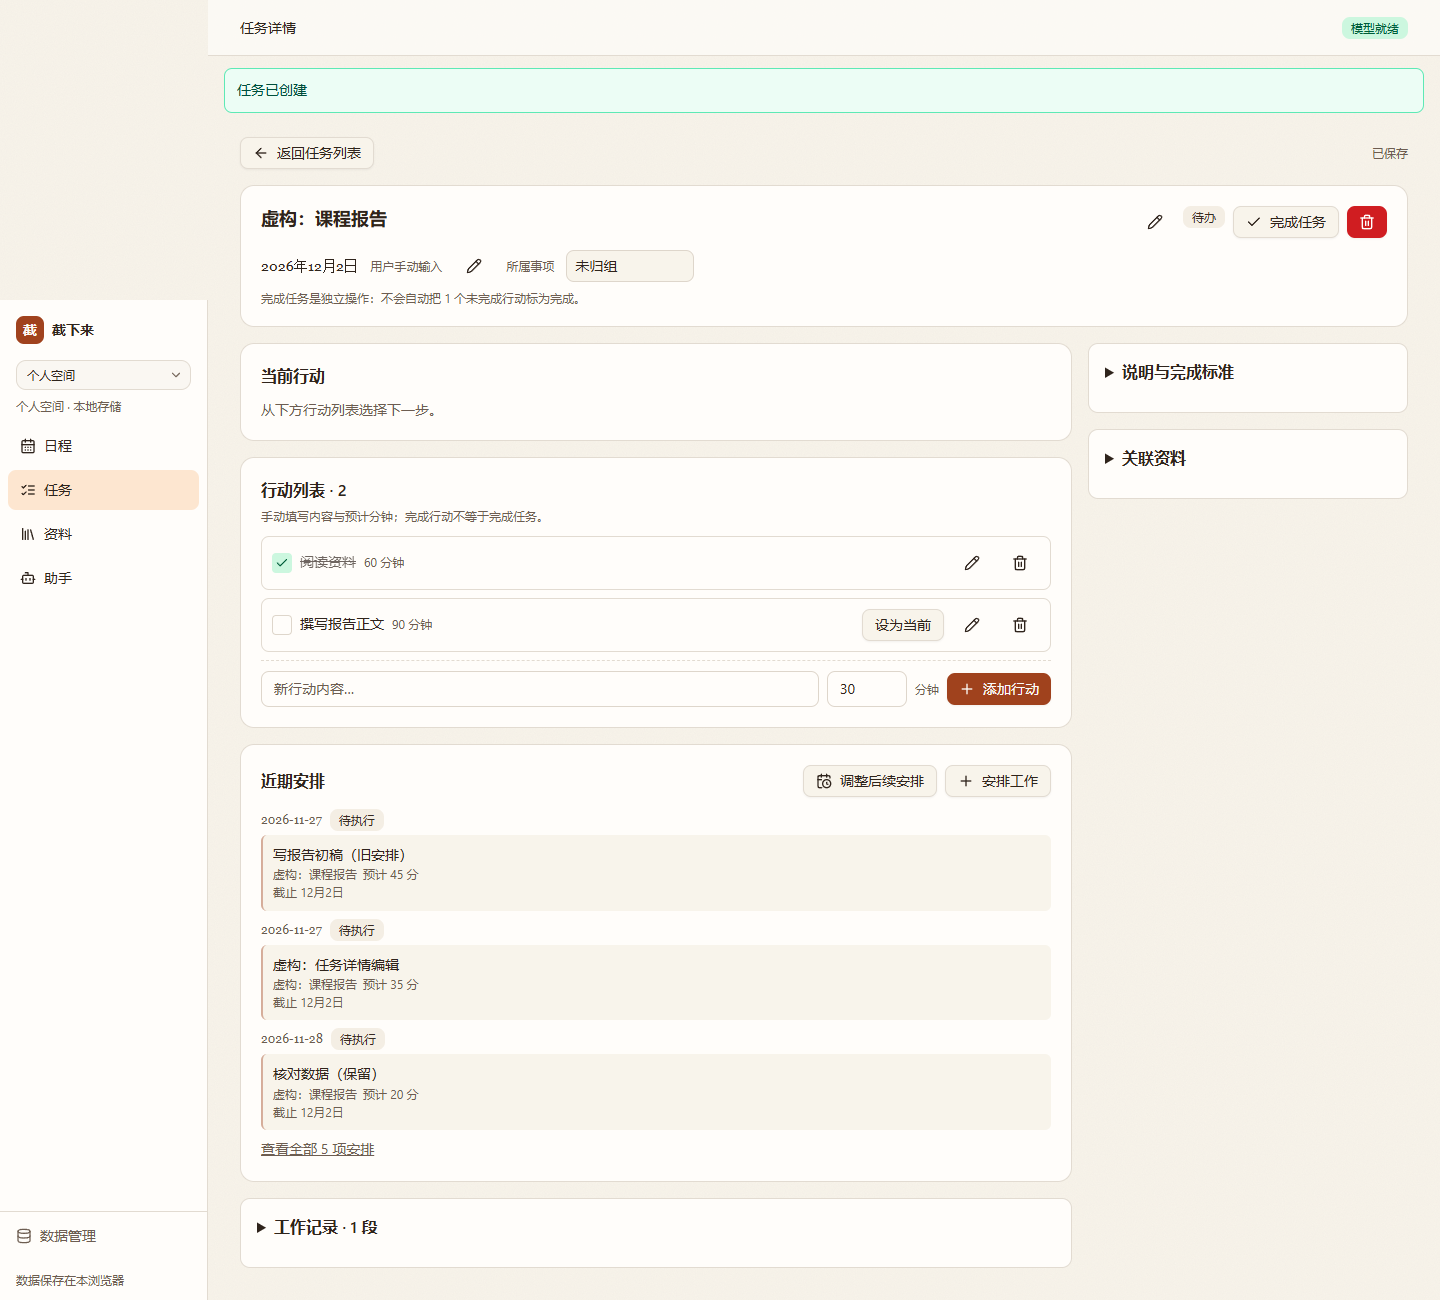 任务详情
模型就绪
任务已创建
返回任务列表
已保存
虚构：课程报告
待办
完成任务
2026年12月2日 用户手动输入 所属事项 未归组
完成任务是独立操作：不会自动把 1 个未完成行动标为完成。
截 截下来
个人空间
个人空间 · 本地存储
日程
任务
资料
助手
数据管理
数据保存在本浏览器
当前行动
从下方行动列表选择下一步。
行动列表 · 2
手动填写内容与预计分钟；完成行动不等于完成任务。
阅读资料 60 分钟
撰写报告正文 90 分钟 设为当前
新行动内容... 30 分钟 添加行动
近期安排 调整后续安排 安排工作
2026-11-27 待执行
写报告初稿（旧安排）
虚构：课程报告 预计 45 分
截止 12月2日
2026-11-27 待执行
虚构：任务详情编辑
虚构：课程报告 预计 35 分
截止 12月2日
2026-11-28 待执行
核对数据（保留）
虚构：课程报告 预计 20 分
截止 12月2日
查看全部 5 项安排
工作记录 · 1 段
说明与完成标准
关联资料